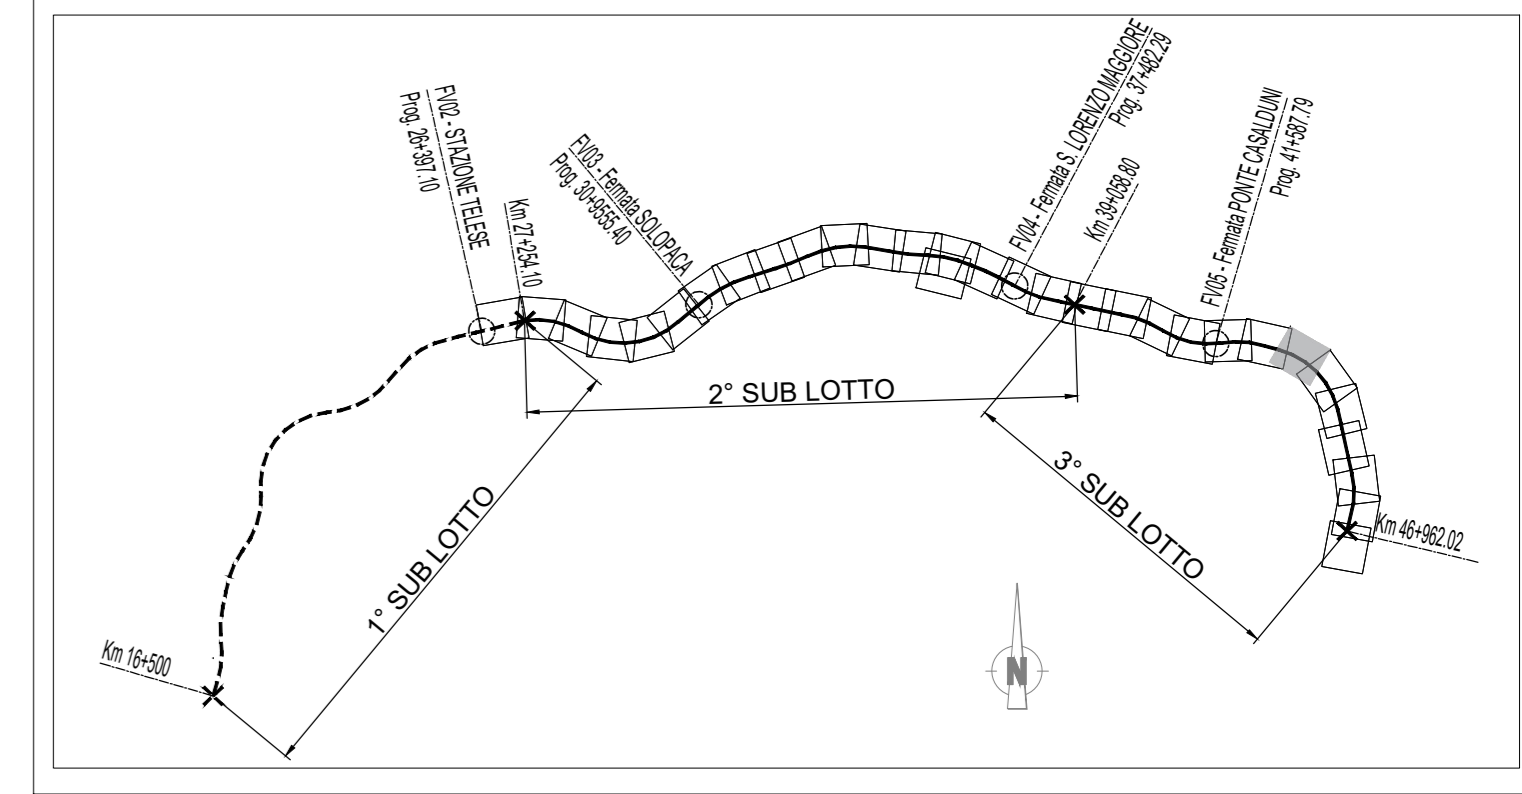 FV02 - STAZIONE TELESE
Prog. 26+397.10
Km 27+254.10
FV03 - Fermata SOLOPACA
Prog. 30+9555.40
FV04 - Fermata S. LORENZO MAGGIORE
Prog. 37+482.29
Km 39+058.80
FV05 - Fermata PONTE CASALDUNI
Prog. 41+587.79
2° SUB LOTTO
3° SUB LOTTO
1° SUB LOTTO
Km 46+962.02
Km 16+500
N